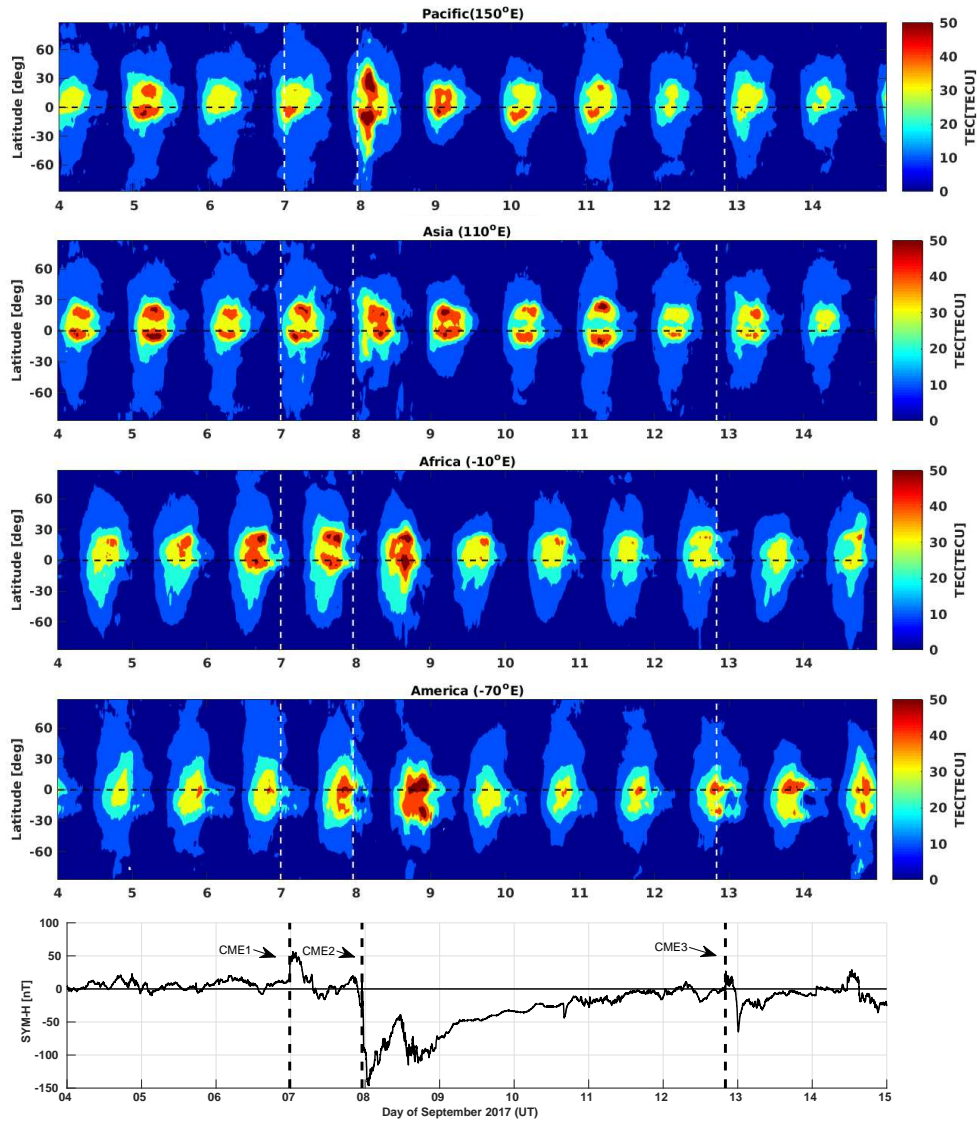 Pacific(150°E)
Latitude [deg]
60
30
0
-30
-60
4 5 6 7 8 9 10 11 12 13 14
50
40
30
20
10
0
TEC[TECU]
Asia (110°E)
Latitude [deg]
60
30
0
-30
-60
4 5 6 7 8 9 10 11 12 13 14
50
40
30
20
10
0
TEC[TECU]
Africa (-10°E)
Latitude [deg]
60
30
0
-30
-60
4 5 6 7 8 9 10 11 12 13 14
50
40
30
20
10
0
TEC[TECU]
America (-70°E)
Latitude [deg]
60
30
0
-30
-60
4 5 6 7 8 9 10 11 12 13 14
50
40
30
20
10
0
TEC[TECU]
SYM-H [nT]
100
50
0
-50
-100
-150
CME1 CME2 CME3
04 05 06 07 08 09 10 11 12 13 14 15
Day of September 2017 (UT)